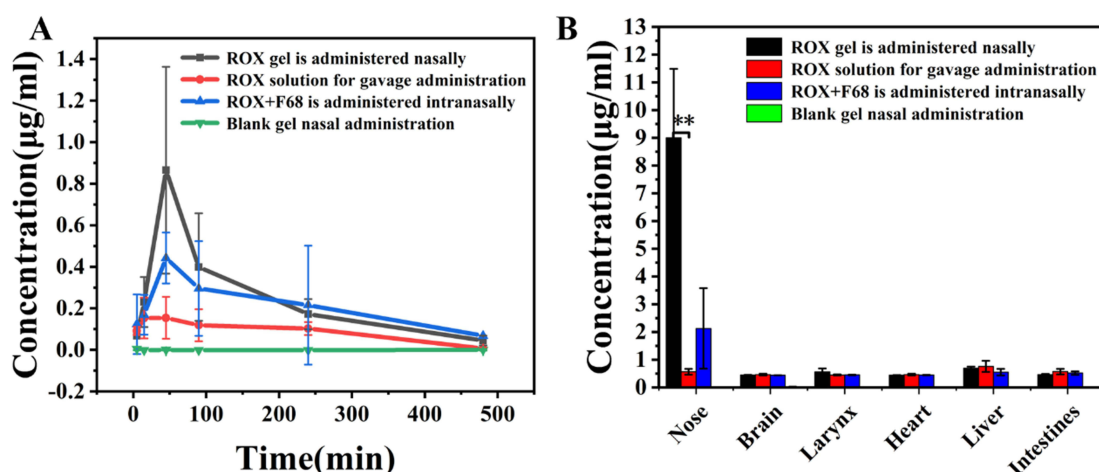 A
Concentration(μg/ml)
1.4
1.2
1.0
0.8
0.6
0.4
0.2
0.0
-0.2
ROX gel is administered nasally
ROX solution for gavage administration
ROX+F68 is administered intranasally
Blank gel nasal administration
0
100
200
300
400
500
Time(min)
B
Concentration(μg/ml)
13
12
11
10
9
8
7
6
5
4
3
2
1
0
ROX gel is administered nasally
ROX solution for gavage administration
ROX+F68 is administered intranasally
Blank gel nasal administration
**
Nose
Brain
Larynx
Heart
Liver
Intestines